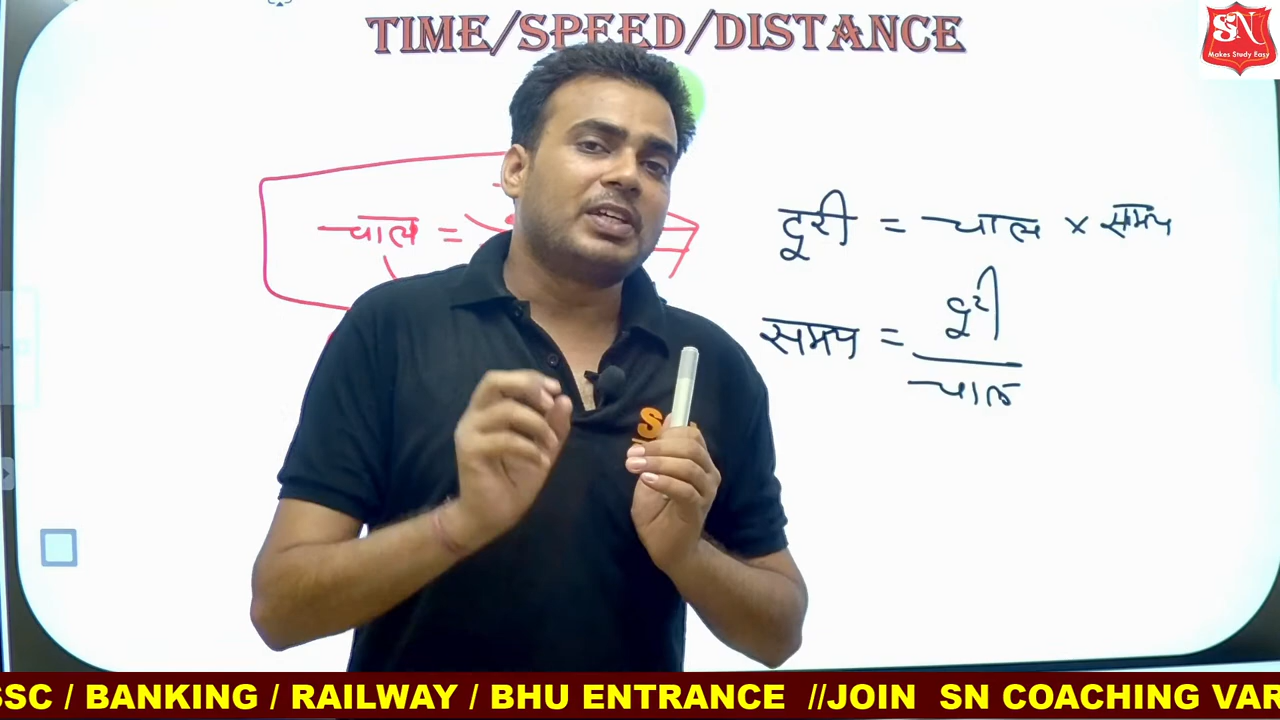 TIME/SPEED/DISTANCE
SN
Makes Study Easy
चाल =
दूरी = चाल × समय
समय = दूरी
चाल
SSC / BANKING / RAILWAY / BHU ENTRANCE //JOIN SN COACHING VAR